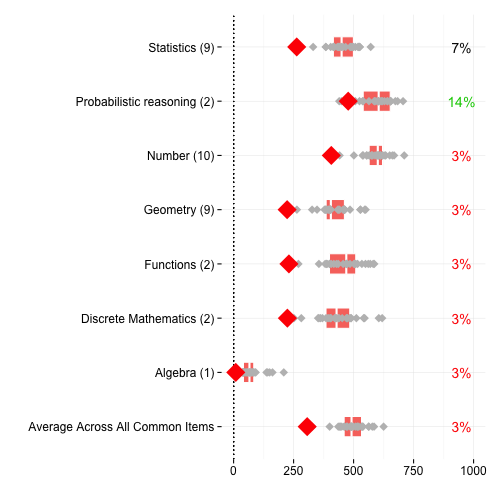 Statistics (9)
7%
Probabilistic reasoning (2)
14%
Number (10)
3%
Geometry (9)
3%
Functions (2)
3%
Discrete Mathematics (2)
3%
Algebra (1)
3%
Average Across All Common Items
3%
0 250 500 750 1000